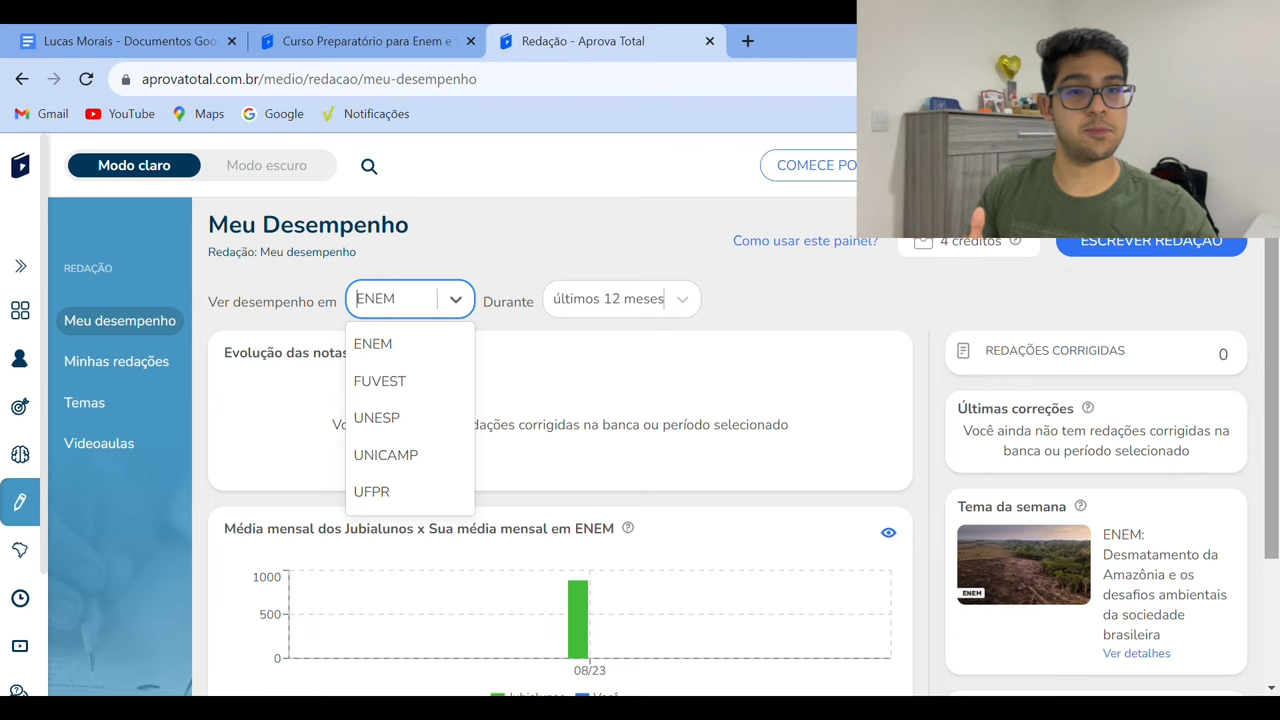 Lucas Morais - Documentos Goo
Curso Preparatório para Enem e
Redação - Aprova Total
aprovatotal.com.br/medio/redacao/meu-desempenho
Gmail
YouTube
Maps
Google
Notificações
Modo claro
Modo escuro
COMECE PO
REDAÇÃO
Meu desempenho
Minhas redações
Temas
Videoaulas
Meu Desempenho
Redação: Meu desempenho
Como usar este painel?
4 créditos
ESCREVER REDAÇÃO
Ver desempenho em
ENEM
Durante
últimos 12 meses
ENEM
FUVEST
UNESP
UNICAMP
UFPR
Evolução das notas
Vo
dações corrigidas na banca ou período selecionado
Média mensal dos Jubialunos x Sua média mensal em ENEM
1000
500
0
08/23
Jubialunos
Você
REDAÇÕES CORRIGIDAS
0
Últimas correções
Você ainda não tem redações corrigidas na
banca ou período selecionado
Tema da semana
ENEM
ENEM:
Desmatamento da
Amazônia e os
desafios ambientais
da sociedade
brasileira
Ver detalhes